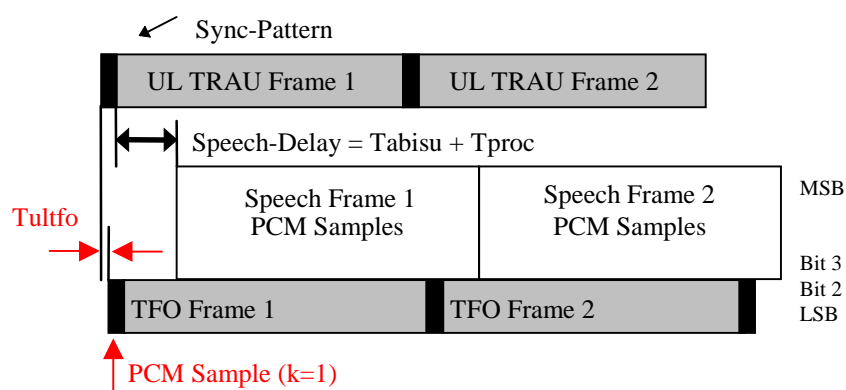 Sync-Pattern
UL TRAU Frame 1
UL TRAU Frame 2
Speech-Delay = Tabisu + Tproc
Speech Frame 1
PCM Samples
Speech Frame 2
PCM Samples
MSB
Tultfo
Bit 3
Bit 2
LSB
TFO Frame 1
TFO Frame 2
PCM Sample (k=1)